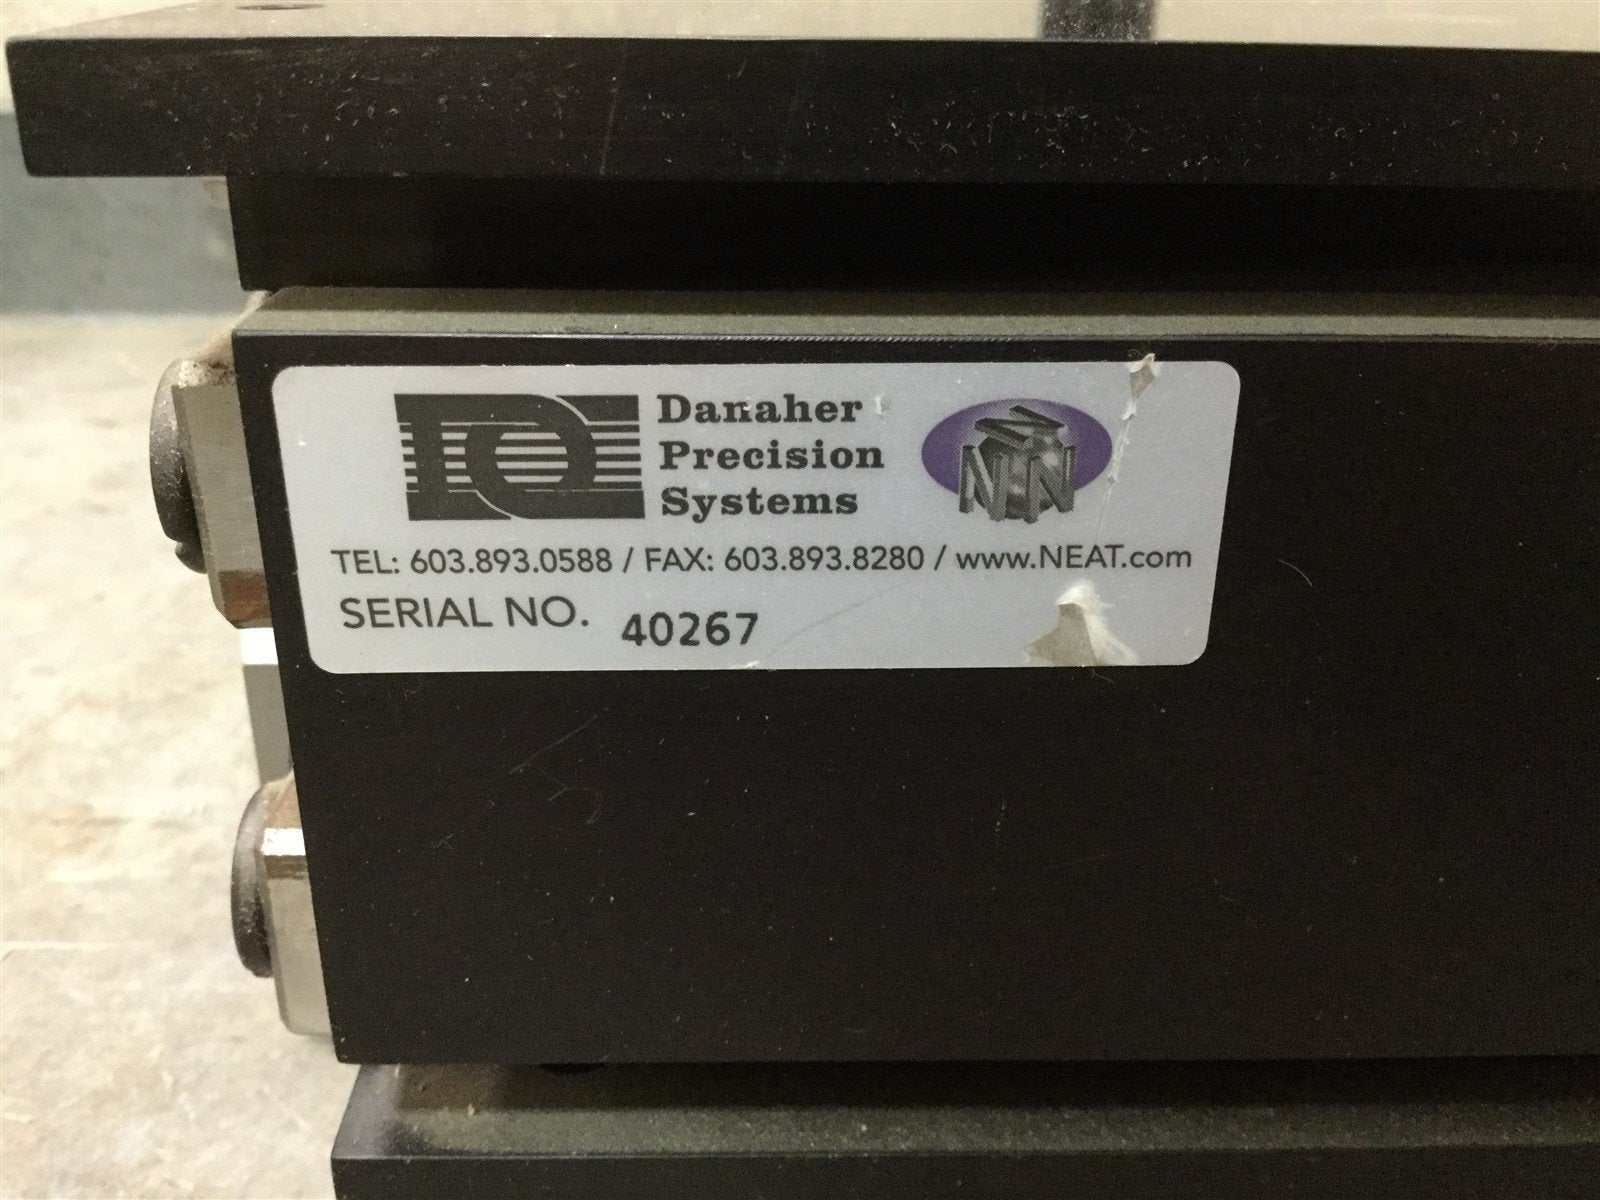 Danaher
Precision
Systems
TEL: 603.893.0588 / FAX: 603.893.8280 / www.NEAT.com
SERIAL NO. 40267